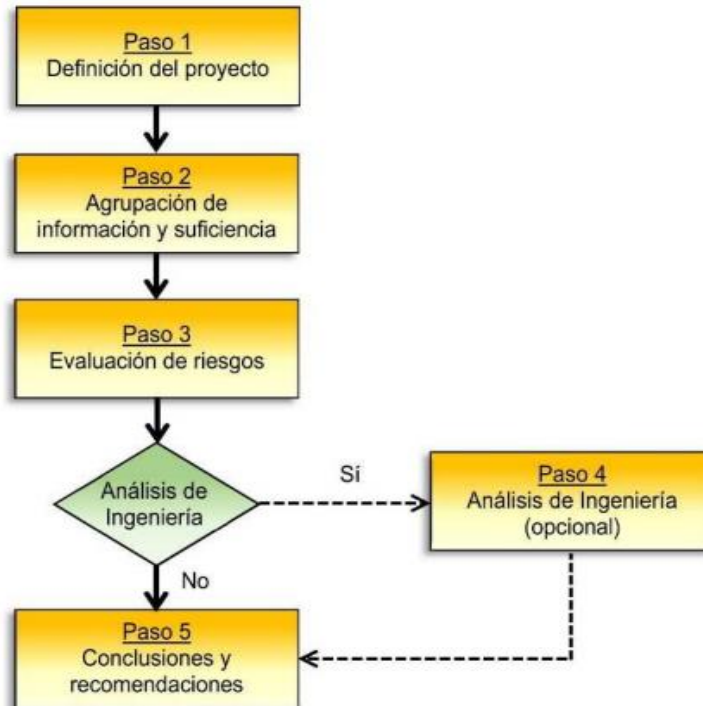 Paso 1
Definición del proyecto
Paso 2
Agrupación de
información y suficiencia
Paso 3
Evaluación de riesgos
Análisis de
Ingeniería
Sí
Paso 4
Análisis de Ingeniería
(opcional)
No
Paso 5
Conclusiones y
recomendaciones